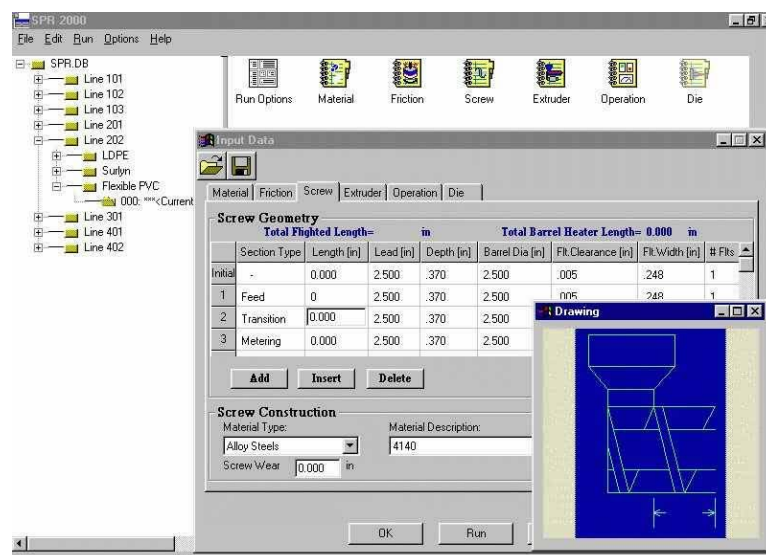 SPR 2000
File Edit Run Options Help
SPR.DB
Line 101
Line 102
Line 103
Line 201
Line 202
LDPE
Surlyn
Flexible PVC
000: ***<Current
Line 301
Line 401
Line 402
Run Options Material Friction Screw Extruder Operation Die
Input Data
Material Friction Screw Extruder Operation Die
Screw Geometry
Total Flighted Length= in Total Barrel Heater Length= 0.000 in
Section Type Length [in] Lead [in] Depth [in] Barrel Dia [in] Flt.Clearance [in] Flt.Width [in] # Flts
Initial - 0.000 2.500 .370 2.500 .005 .248 1
1 Feed 0 2.500 .370 2.500 .005 .248 1
2 Transition 0.000 2.500 .370 2.500
3 Metering 0.000 2.500 .370 2.500
Add Insert Delete
Drawing
Screw Construction
Material Type: Material Description:
Alloy Steels 4140
Screw Wear 0.000 in
OK Run